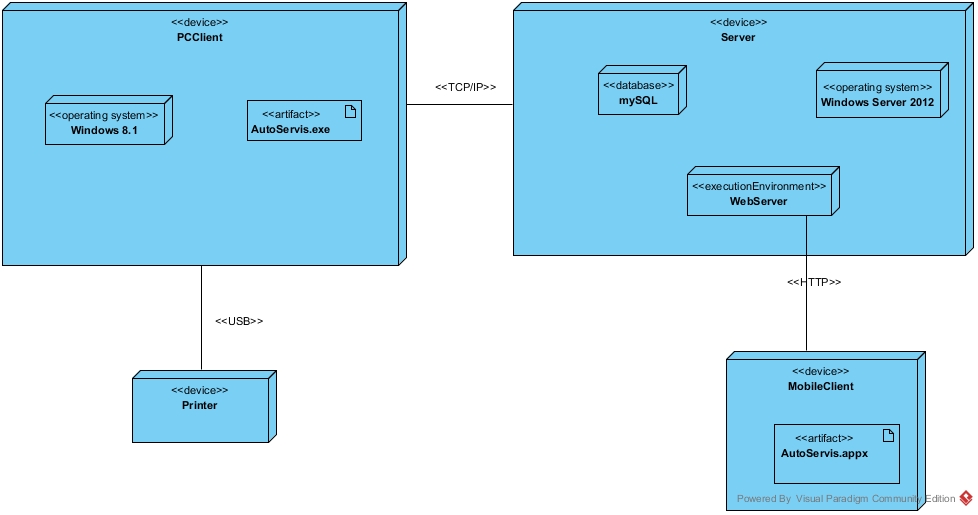 <<device>>
PCClient
<<operating system>>
Windows 8.1
<<artifact>>
AutoServis.exe
<<TCP/IP>>
<<device>>
Server
<<database>>
mySQL
<<operating system>>
Windows Server 2012
<<executionEnvironment>>
WebServer
<<USB>>
<<HTTP>>
<<device>>
Printer
<<device>>
MobileClient
<<artifact>>
AutoServis.appx
Powered By Visual Paradigm Community Edition